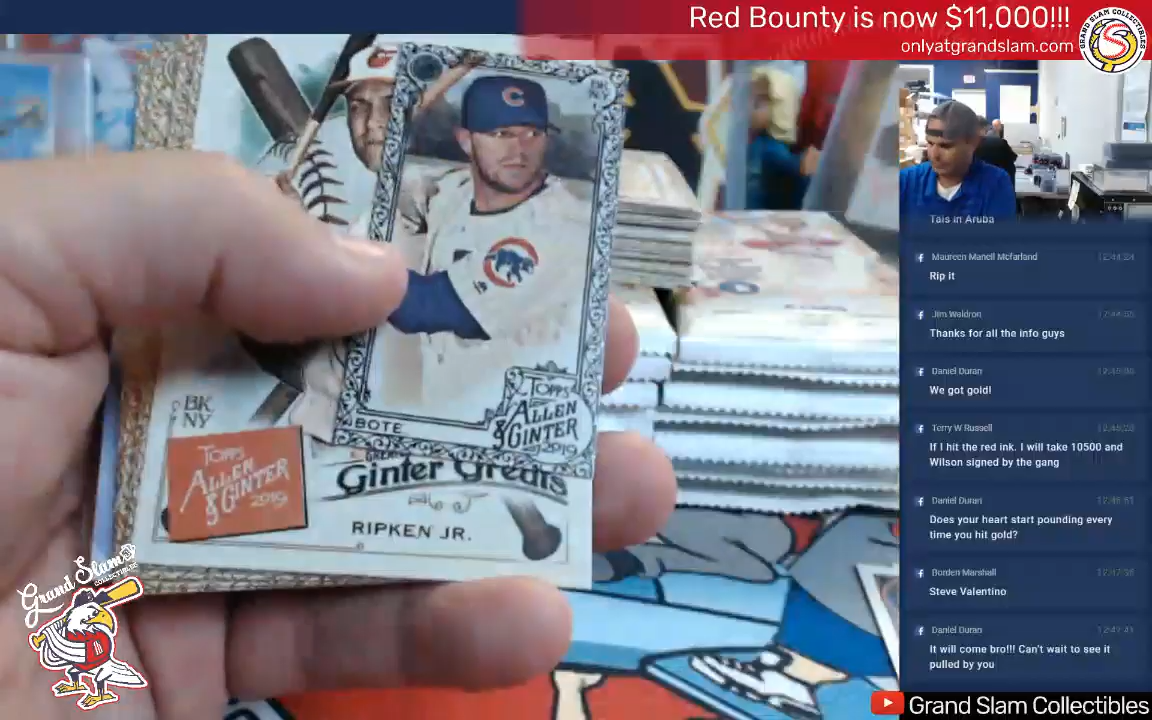 Red Bounty is now $11,000!!!
onlyatgrandslam.com
GRAND SLAM COLLECTIBLES
Tais in Aruba
Maureen Manell Mcfarland
Rip it
Jim Waldron
Thanks for all the info guys
Daniel Duran
We got gold!
Terry W Russell
If I hit the red ink. I will take 10500 and
Wilson signed by the gang
Daniel Duran
Does your heart start pounding every
time you hit gold?
Borden Marshall
Steve Valentino
Daniel Duran
It will come bro!!! Can't wait to see it
pulled by you
Grand Slam Collectibles
C
BOTE
TOPPS
ALLEN
& GINTER
2019
BK
NY
TOPPS
ALLEN
& GINTER
2019
Ginter Greats
RIPKEN JR.
Grand Slam
COLLECTIBLES